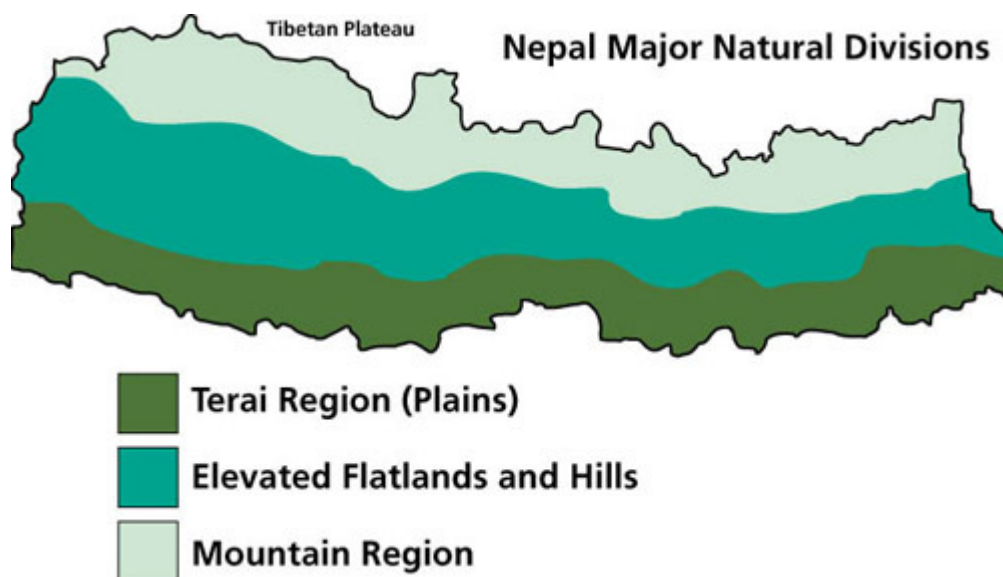 Tibetan Plateau
Nepal Major Natural Divisions
Terai Region (Plains)
Elevated Flatlands and Hills
Mountain Region